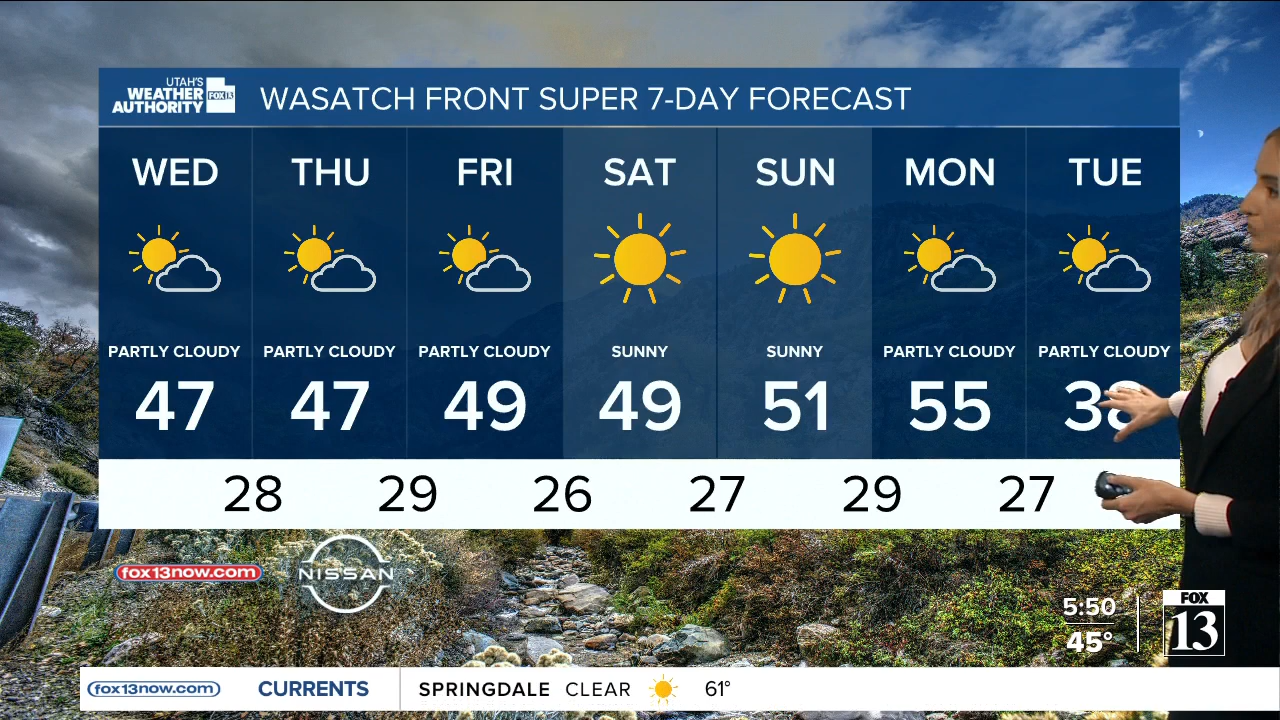 UTAH'S
WEATHER
AUTHORITY
FOX 13
WASATCH FRONT SUPER 7-DAY FORECAST
WED THU FRI SAT SUN MON TUE
PARTLY CLOUDY PARTLY CLOUDY PARTLY CLOUDY SUNNY SUNNY PARTLY CLOUDY PARTLY CLOUDY
47 47 49 49 51 55 38
28 29 26 27 29 27
fox13now.com
NISSAN
5:50
45°
FOX
13
fox13now.com CURRENTS SPRINGDALE CLEAR 61°